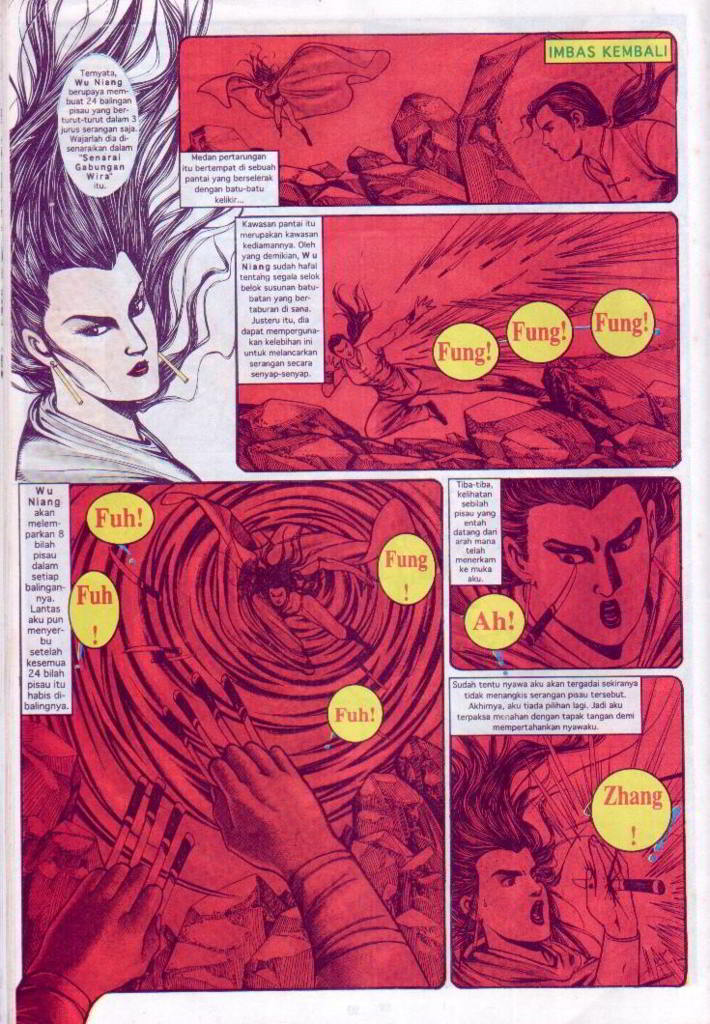 Ternyata,
Wu Niang
berupaya mem-
buat 24 balingan
pisau yang ber-
turut-turut dalam 3
jurus serangan saja.
Wajarlah dia di-
senaraikan dalam
"Senarai
Gabungan
Wira"
itu.
IMBAS KEMBALI
Medan pertarungan
itu bertempat di sebuah
pantai yang berselerak
dengan batu-batu
kelikir...
Kawasan pantai itu
merupakan kawasan
kediamannya. Oleh
yang demikian, Wu
Niang sudah hafal
tentang segala selok
belok susunan batu-
batan yang ber-
taburan di sana.
Justeru itu, dia
dapat memperguna-
kan kelebihan ini
untuk melancarkan
serangan secara
senyap-senyap.
Fung!
Fung!
Fung!
Wu
Niang
akan
melem-
parkan 8
bilah
pisau
dalam
setiap
balingan-
nya.
Lantas
aku pun
menyer-
bu
setelah
kesemua
24 bilah
pisau itu
habis di-
balingnya.
Fuh!
Fuh
!
Fung
!
Fuh!
Tiba-tiba,
kelihatan
sebilah
pisau yang
entah
datang dari
arah mana
telah
menerkam
ke muka
aku.
Ah!
Sudah tentu nyawa aku akan tergadai sekiranya
tidak menangkis serangan pisau tersebut.
Akhirnya, aku tiada pilihan lagi. Jadi aku
terpaksa menahan dengan tapak tangan demi
mempertahankan nyawaku.
Zhang
!